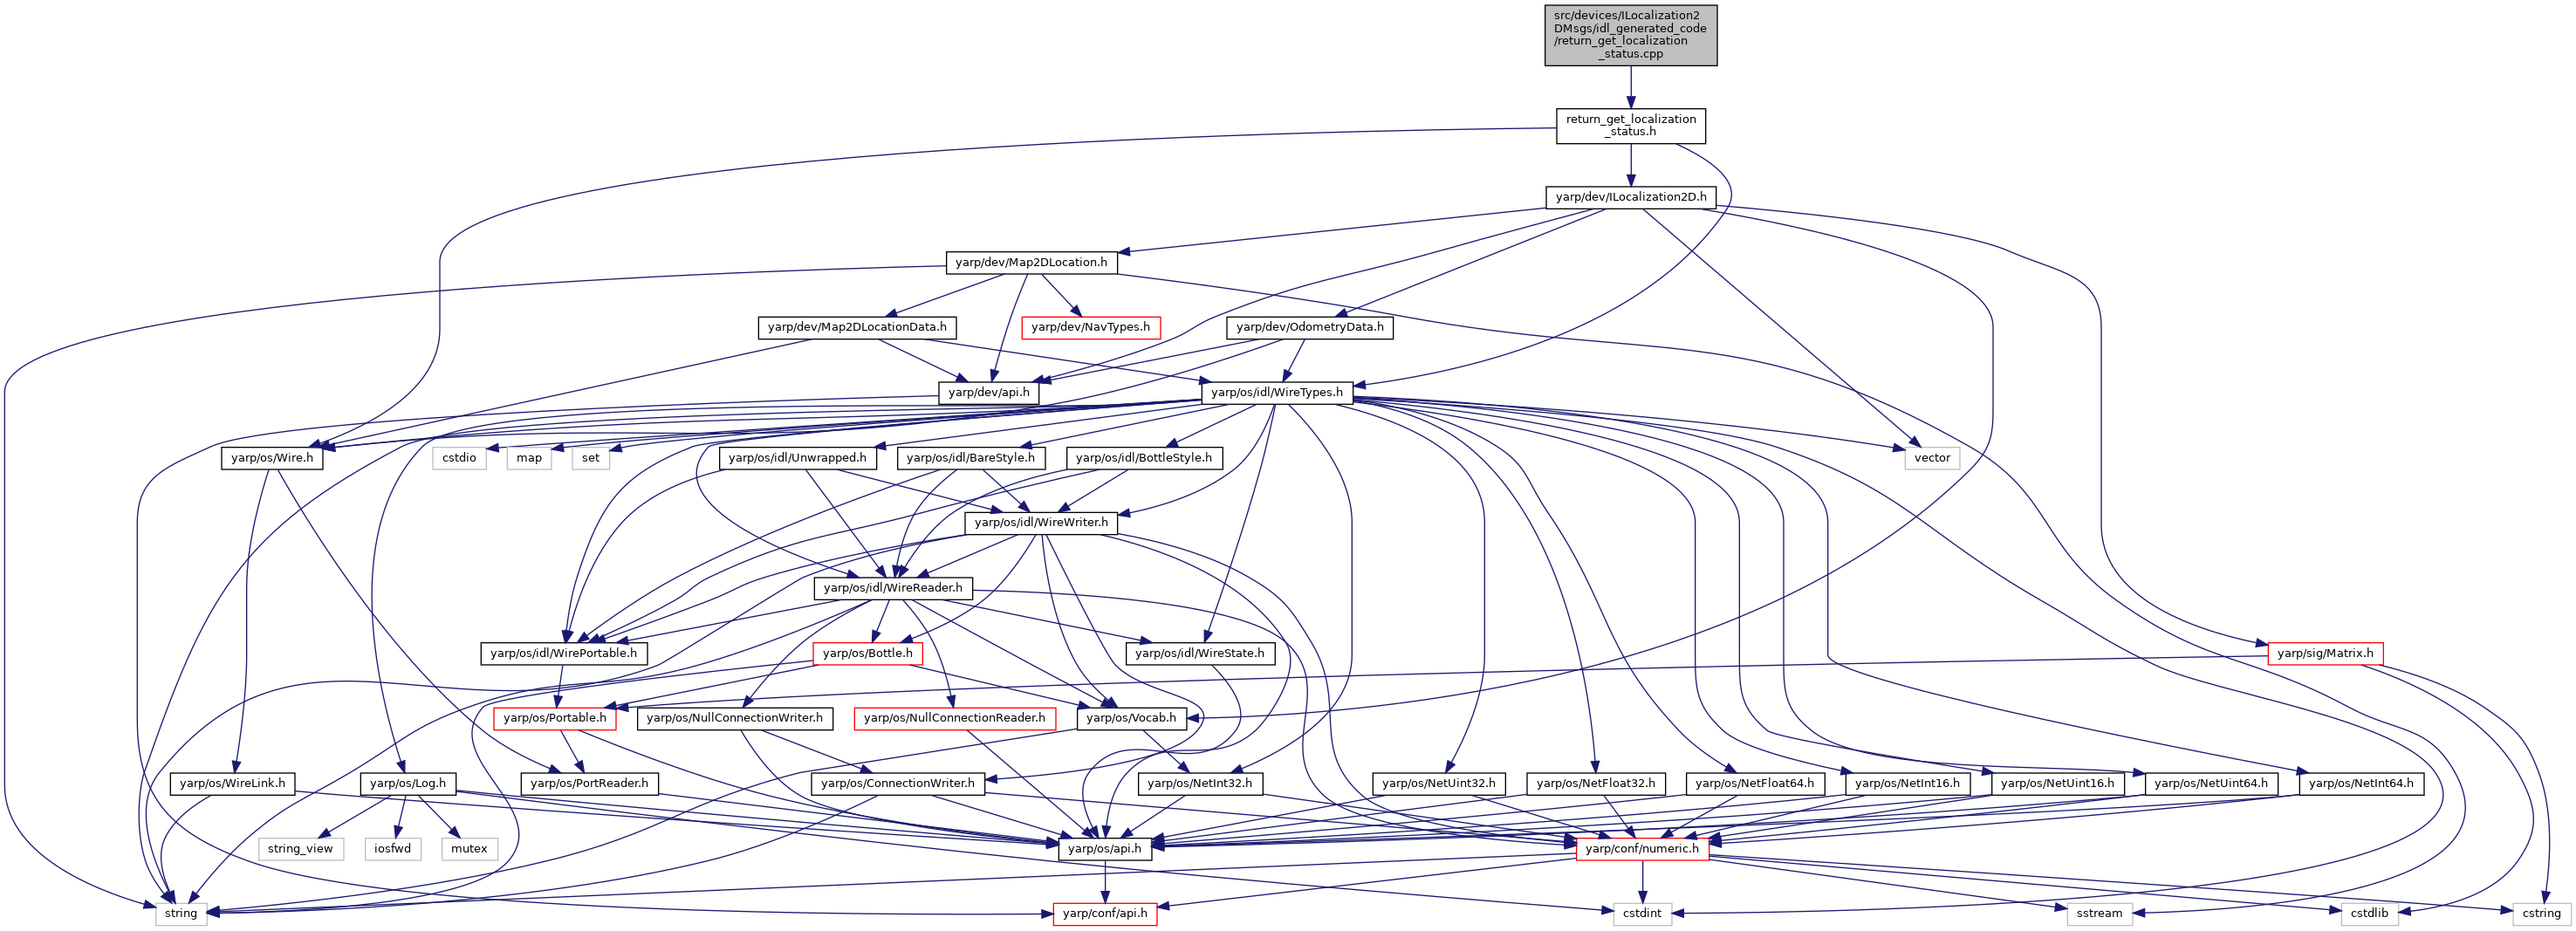 src/devices/ILocalization2
DMsgs/idl_generated_code
/return_get_localization
_status.cpp
return_get_localization
_status.h
yarp/dev/ILocalization2D.h
yarp/dev/Map2DLocation.h
yarp/dev/Map2DLocationData.h
yarp/dev/NavTypes.h
yarp/dev/OdometryData.h
yarp/dev/api.h
yarp/os/idl/WireTypes.h
yarp/os/Wire.h
cstdio
map
set
yarp/os/idl/Unwrapped.h
yarp/os/idl/BareStyle.h
yarp/os/idl/BottleStyle.h
vector
yarp/os/idl/WireWriter.h
yarp/os/idl/WireReader.h
yarp/os/idl/WirePortable.h
yarp/os/Bottle.h
yarp/os/idl/WireState.h
yarp/sig/Matrix.h
yarp/os/Portable.h
yarp/os/NullConnectionWriter.h
yarp/os/NullConnectionReader.h
yarp/os/Vocab.h
yarp/os/WireLink.h
yarp/os/Log.h
yarp/os/PortReader.h
yarp/os/ConnectionWriter.h
yarp/os/NetInt32.h
yarp/os/NetUint32.h
yarp/os/NetFloat32.h
yarp/os/NetFloat64.h
yarp/os/NetInt16.h
yarp/os/NetUint16.h
yarp/os/NetUint64.h
yarp/os/NetInt64.h
string_view
iosfwd
mutex
yarp/os/api.h
yarp/conf/numeric.h
string
yarp/conf/api.h
cstdint
sstream
cstdlib
cstring